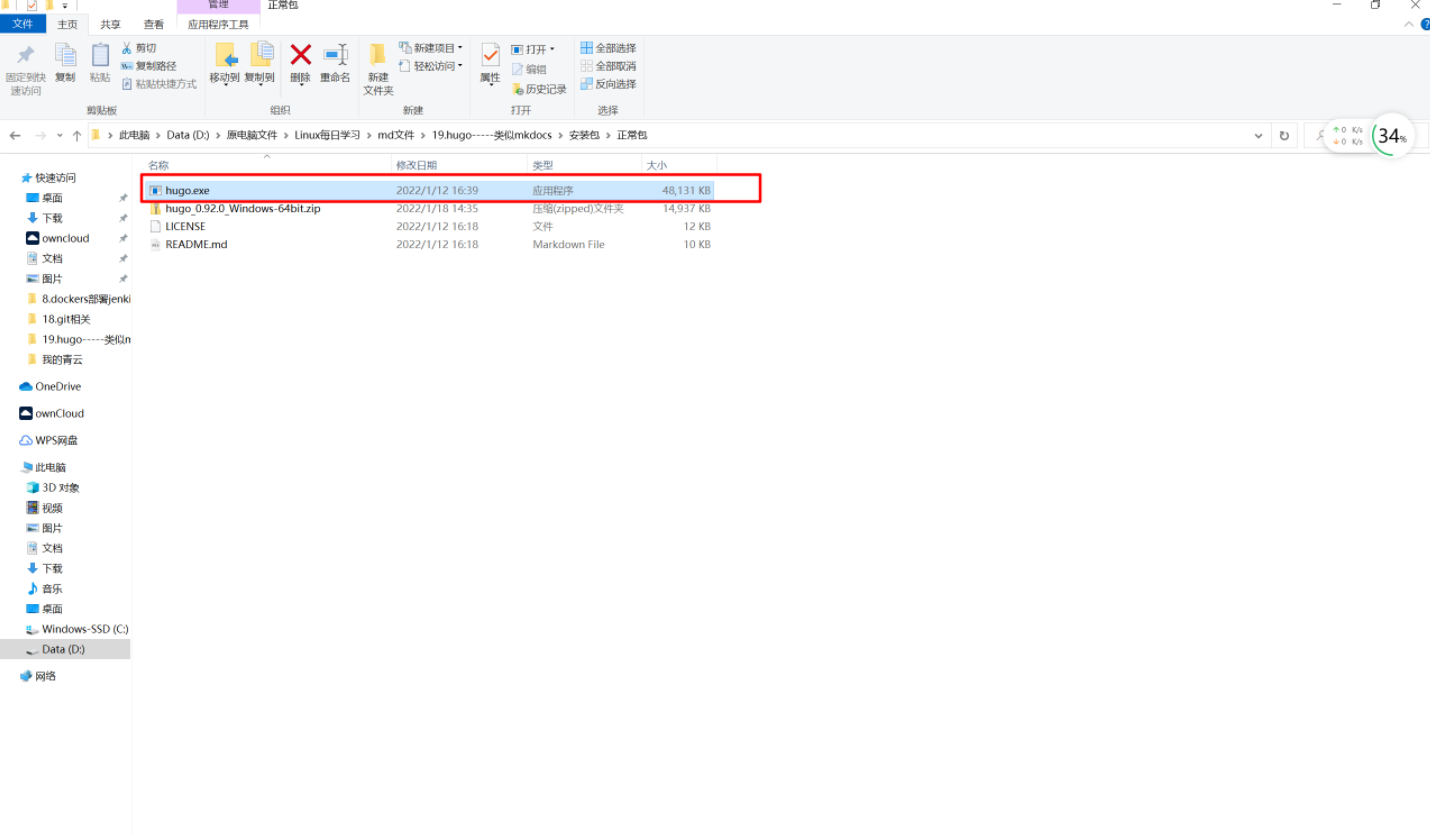 管理 正常包
文件 主页 共享 查看 应用程序工具
固定到快速访问 复制 粘贴 剪切 复制路径 粘贴快捷方式 移动到 复制到 删除 重命名 新建文件夹 新建项目 轻松访问 属性 打开 编辑 历史记录 全部选择 全部取消 反向选择
剪贴板 组织 新建 打开 选择
此电脑 > Data (D:) > 原电脑文件 > Linux每日学习 > md文件 > 19.hugo-----类似mkdocs > 安装包 > 正常包
0 K/s
0 K/s
34%
名称 修改日期 类型 大小
hugo.exe 2022/1/12 16:39 应用程序 48,131 KB
hugo_0.92.0_Windows-64bit.zip 2022/1/18 14:35 压缩(zipped)文件夹 14,937 KB
LICENSE 2022/1/12 16:18 文件 12 KB
README.md 2022/1/12 16:18 Markdown File 10 KB
快速访问
桌面
下载
owncloud
文档
图片
8.dockers部署jenki
18.git相关
19.hugo-----类似m
我的青云
OneDrive
ownCloud
WPS网盘
此电脑
3D 对象
视频
图片
文档
下载
音乐
桌面
Windows-SSD (C:)
Data (D:)
网络